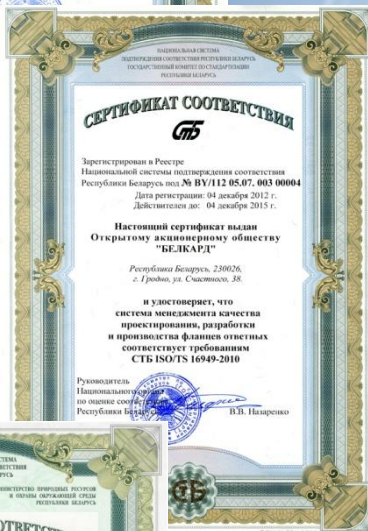 НАЦИОНАЛЬНАЯ СИСТЕМА
ПОДТВЕРЖДЕНИЯ СООТВЕТСТВИЯ РЕСПУБЛИКИ БЕЛАРУСЬ
ГОСУДАРСТВЕННЫЙ КОМИТЕТ ПО СТАНДАРТИЗАЦИИ
РЕСПУБЛИКИ БЕЛАРУСЬ
СЕРТИФИКАТ СООТВЕТСТВИЯ
СТБ
Зарегистрирован в Реестре
Национальной системы подтверждения соответствия
Республики Беларусь под № BY/112 05.07. 003 00004
Дата регистрации: 04 декабря 2012 г.
Действителен до: 04 декабря 2015 г.
Настоящий сертификат выдан
Открытому акционерному обществу
"БЕЛКАРД"
Республика Беларусь, 230026,
г. Гродно, ул. Счастного, 38.
и удостоверяет, что
система менеджмента качества
проектирования, разработки
и производства фланцев ответных
соответствует требованиям
СТБ ISO/TS 16949-2010
Руководитель
Национального органа
по оценке соответствия
Республики Беларусь
В.В. Назаренко
СТБ
МИНИСТЕРСТВО ПРИРОДНЫХ РЕСУРСОВ
И ОХРАНЫ ОКРУЖАЮЩЕЙ СРЕДЫ
РЕСПУБЛИКИ БЕЛАРУСЬ